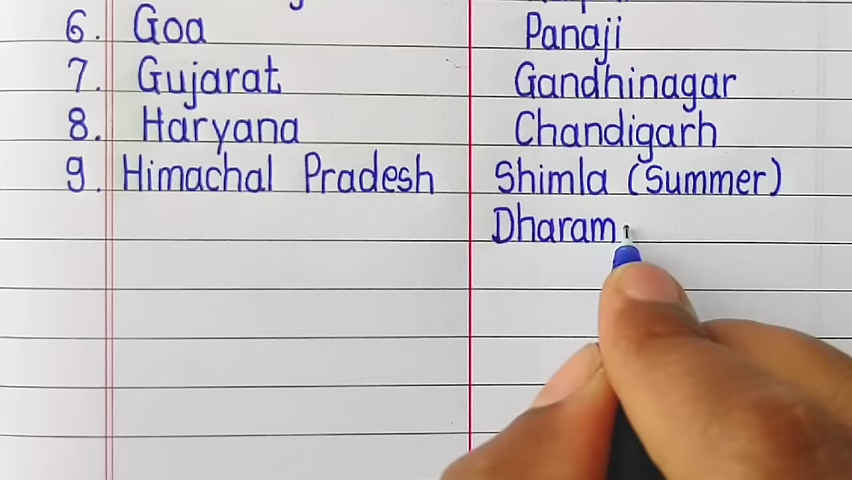 6. Goa Panaji
7. Gujarat Gandhinagar
8. Haryana Chandigarh
9. Himachal Pradesh Shimla (Summer)
Dharam